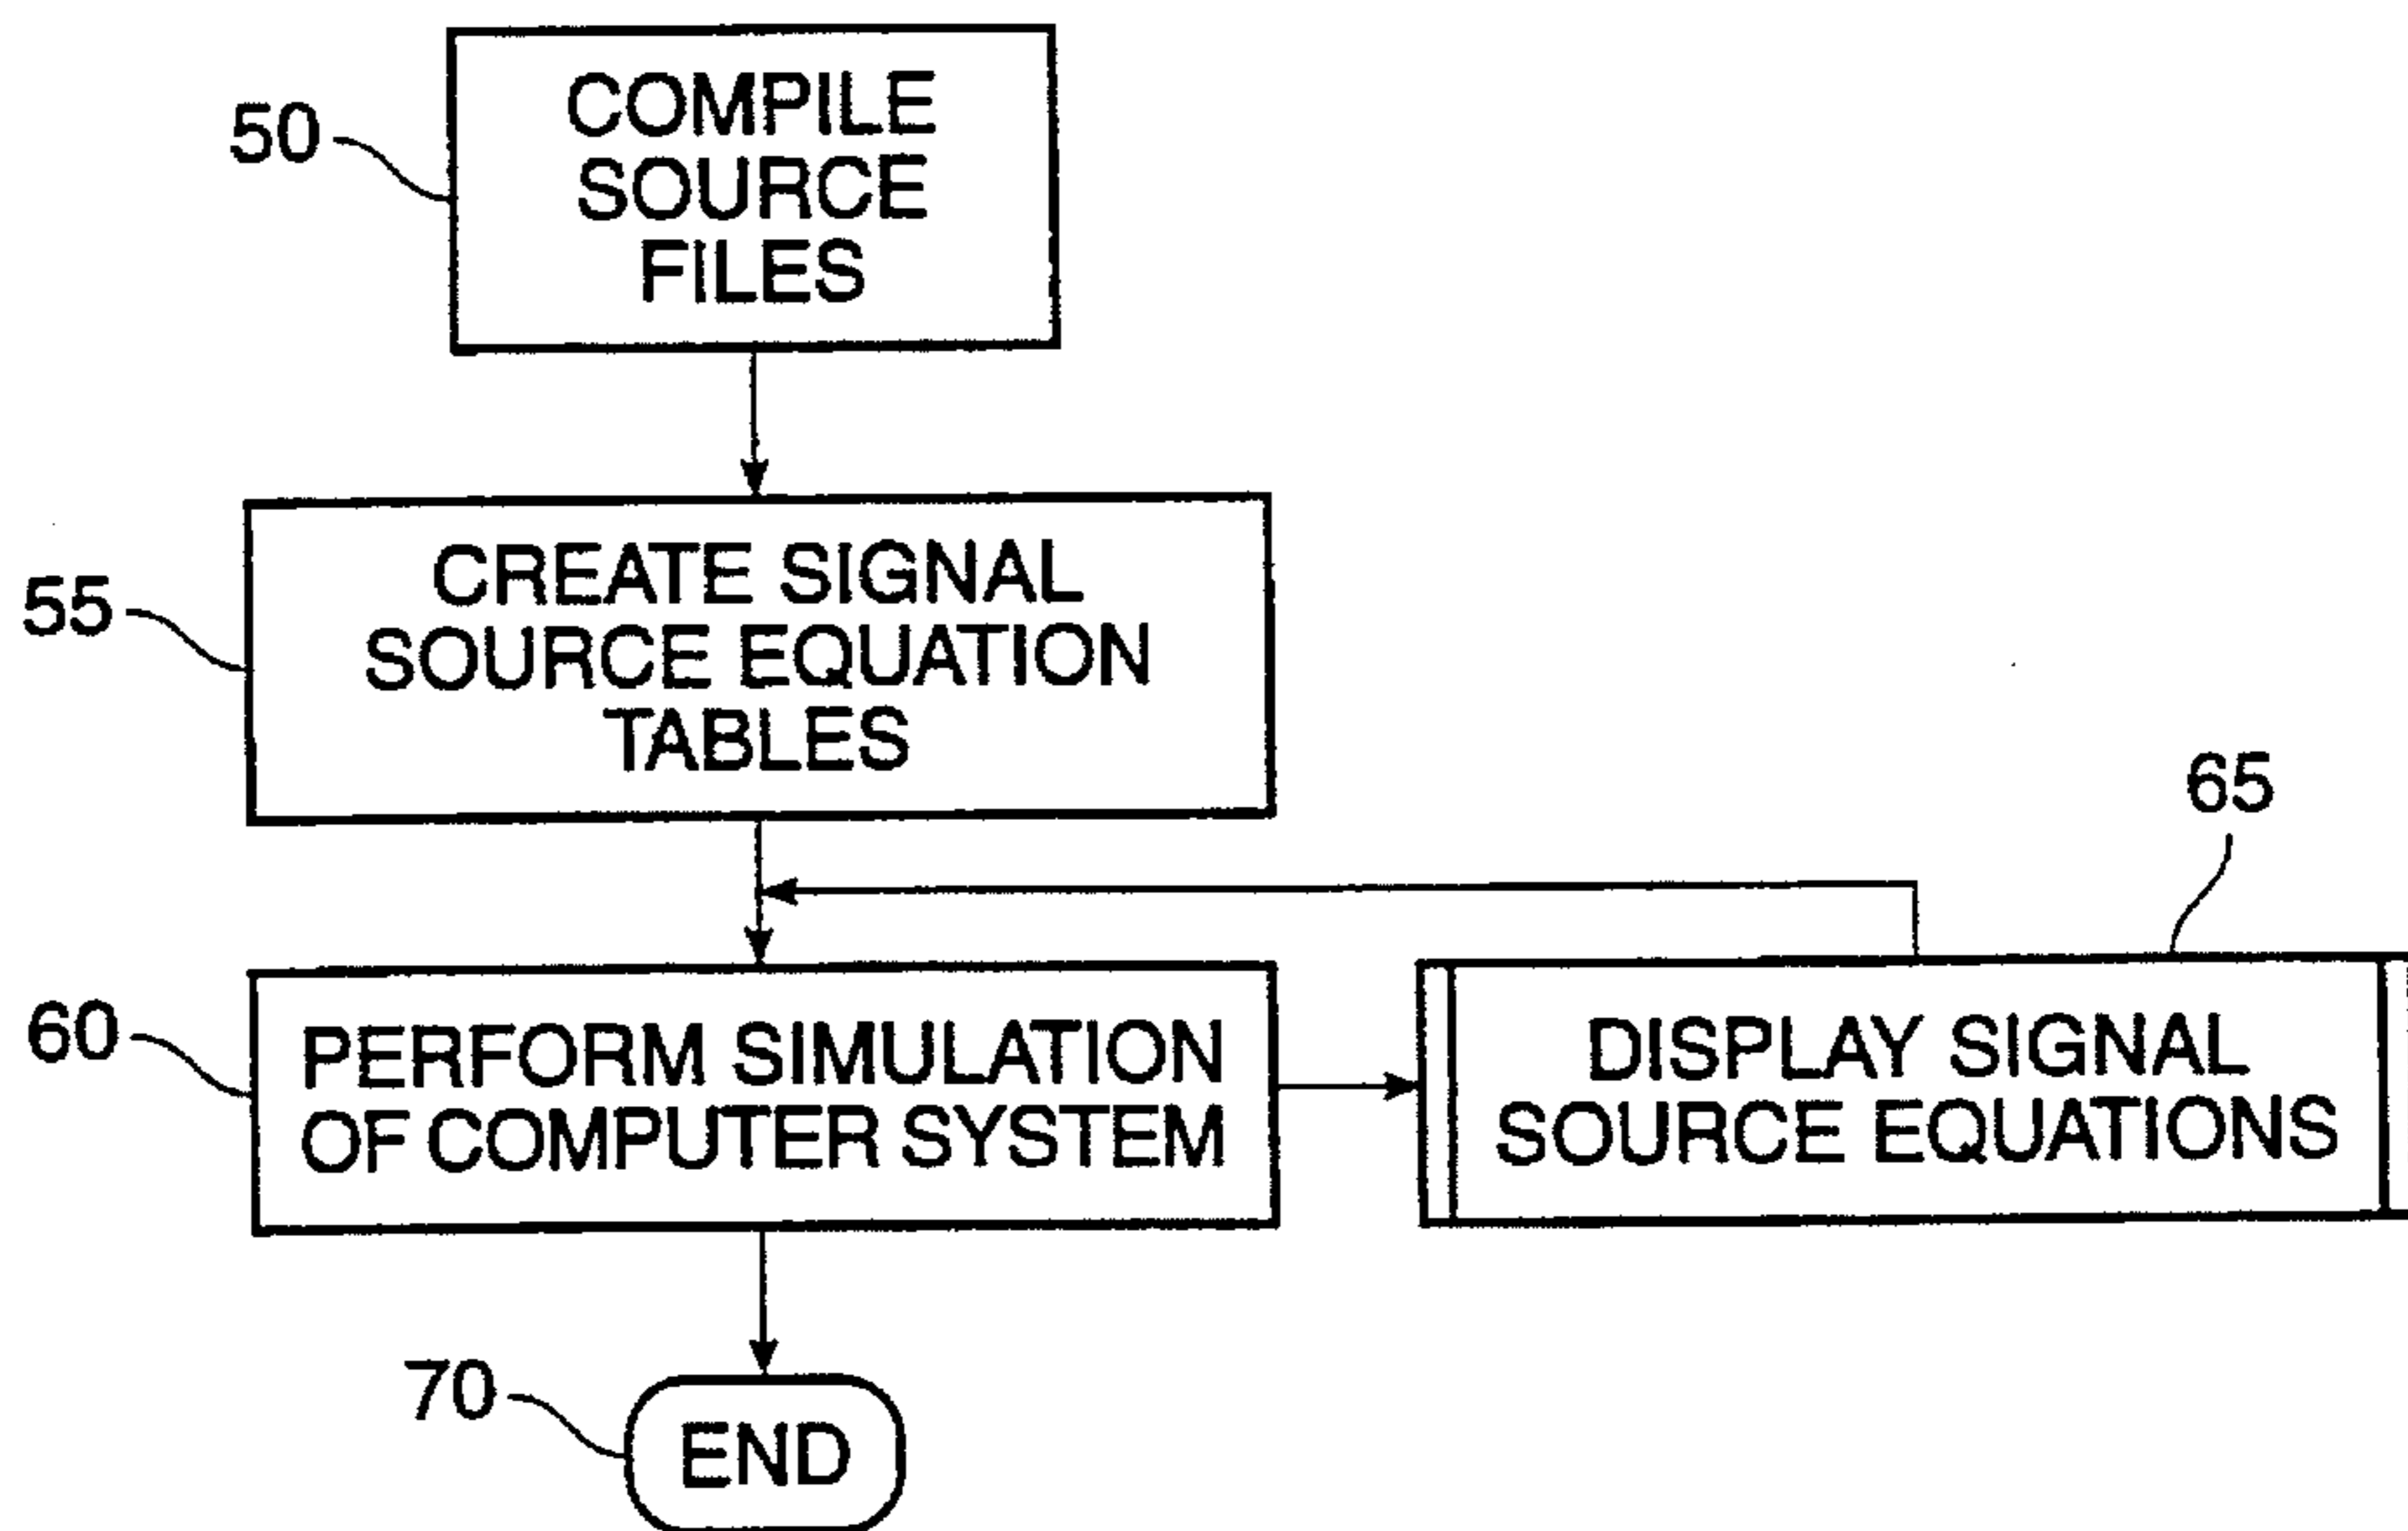 50
COMPILE
SOURCE
FILES
55
CREATE SIGNAL
SOURCE EQUATION
TABLES
65
60
PERFORM SIMULATION
OF COMPUTER SYSTEM
DISPLAY SIGNAL
SOURCE EQUATIONS
70
END